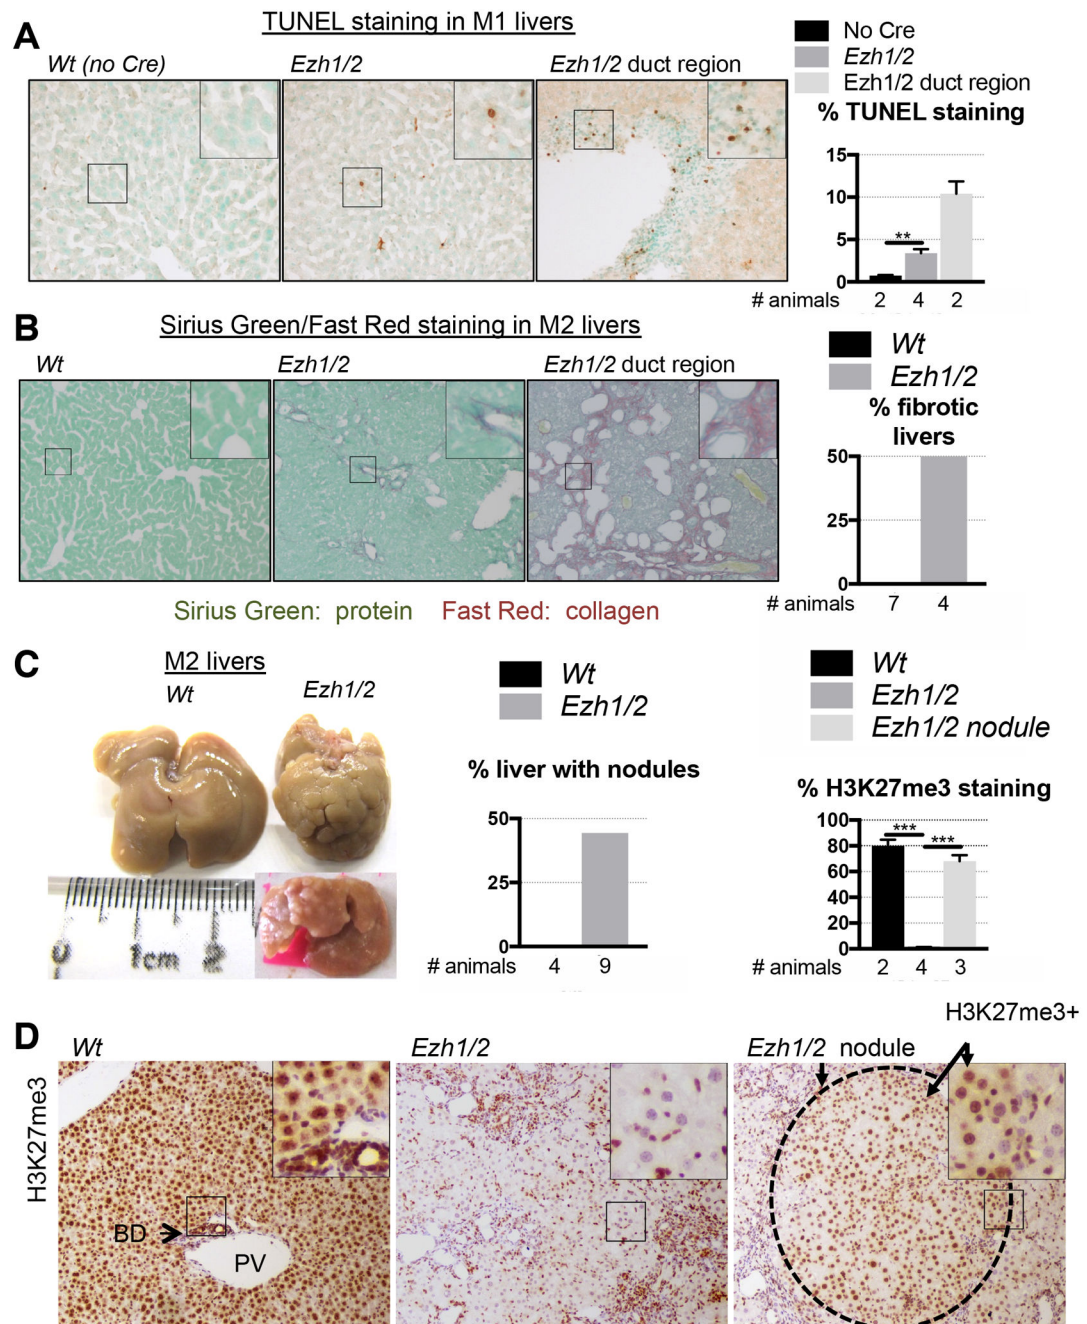 A
TUNEL staining in M1 livers
Wt (no Cre)
Ezh1/2
Ezh1/2 duct region
No Cre
Ezh1/2
Ezh1/2 duct region
% TUNEL staining
15
10
5
0
**
# animals 2 4 2
B
Sirius Green/Fast Red staining in M2 livers
Wt
Ezh1/2
Ezh1/2 duct region
Wt
Ezh1/2
% fibrotic
livers
50
25
0
# animals 7 4
Sirius Green: protein Fast Red: collagen
C
M2 livers
Wt
Ezh1/2
0 1cm 2
Wt
Ezh1/2
% liver with nodules
50
25
0
# animals 4 9
Wt
Ezh1/2
Ezh1/2 nodule
% H3K27me3 staining
100
80
60
40
20
0
***
***
# animals 2 4 3
D
H3K27me3+
Wt
Ezh1/2
Ezh1/2 nodule
H3K27me3
BD
PV